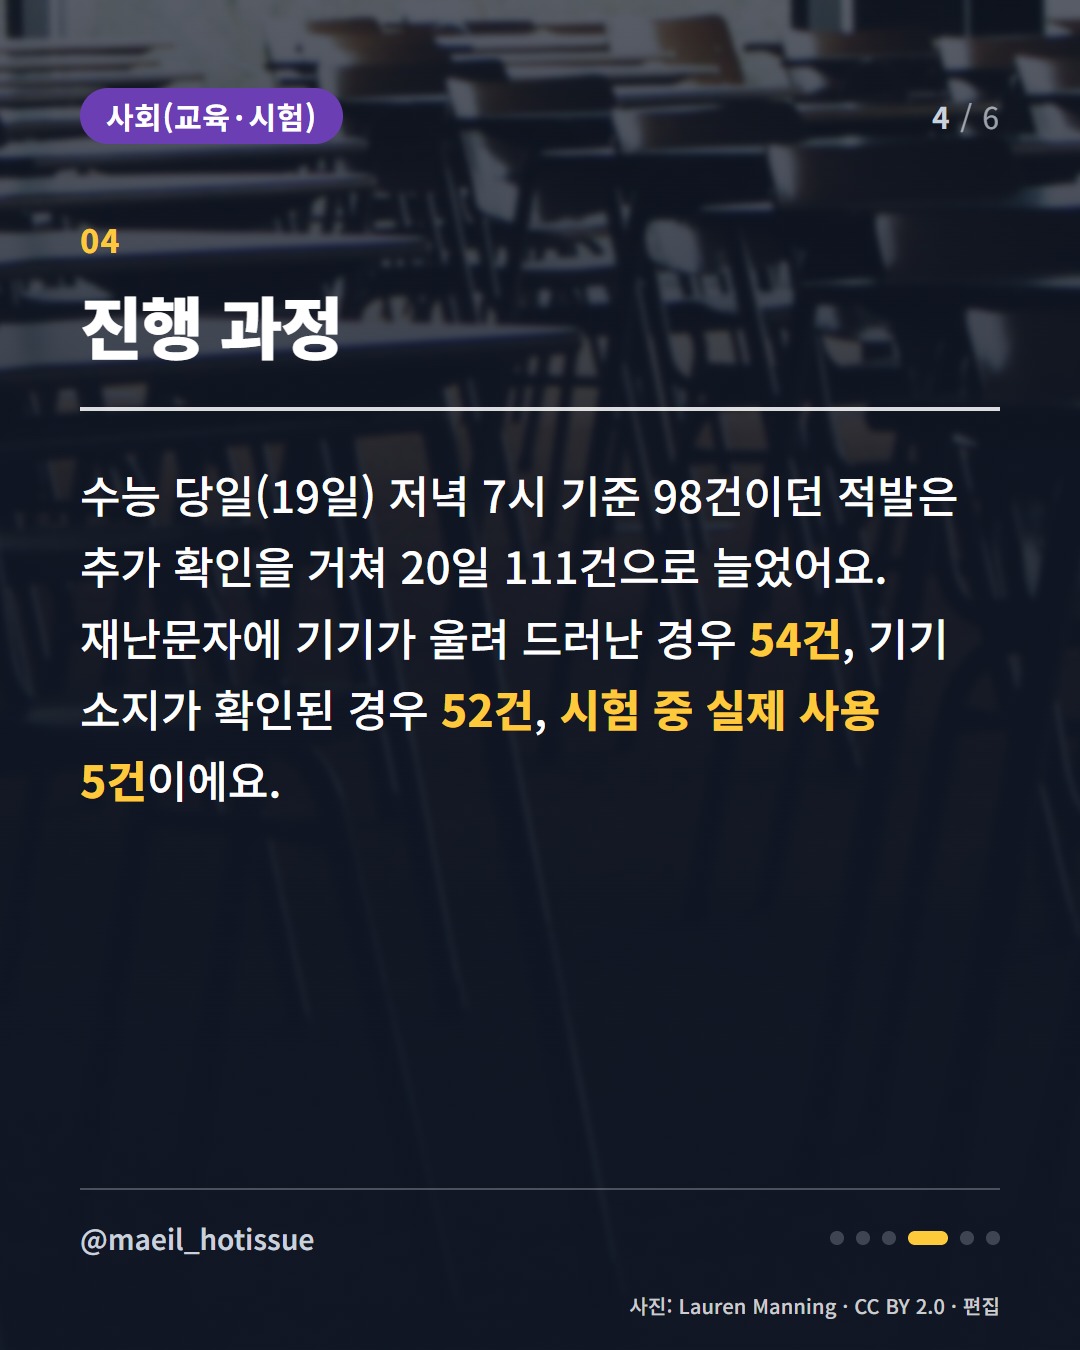 사회(교육·시험)
4 / 6
04
진행 과정
수능 당일(19일) 저녁 7시 기준 98건이던 적발은
추가 확인을 거쳐 20일 111건으로 늘었어요.
재난문자에 기기가 울려 드러난 경우 54건, 기기
소지가 확인된 경우 52건, 시험 중 실제 사용
5건이에요.
@maeil_hotissue
사진: Lauren Manning · CC BY 2.0 · 편집